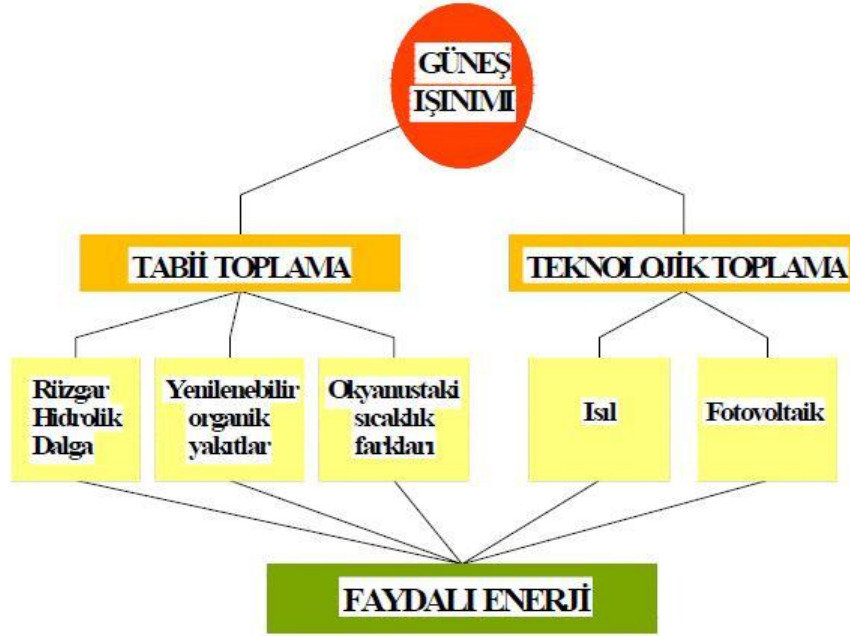 GÜNEŞ
IŞINIMI
TABİİ TOPLAMA
TEKNOLOJİK TOPLAMA
Rüzgar
Hidrolik
Dalga
Yenilenebilir
organik
yakıtlar
Okyanustaki
sıcaklık
farkları
Isıl
Fotovoltaik
FAYDALI ENERJİ